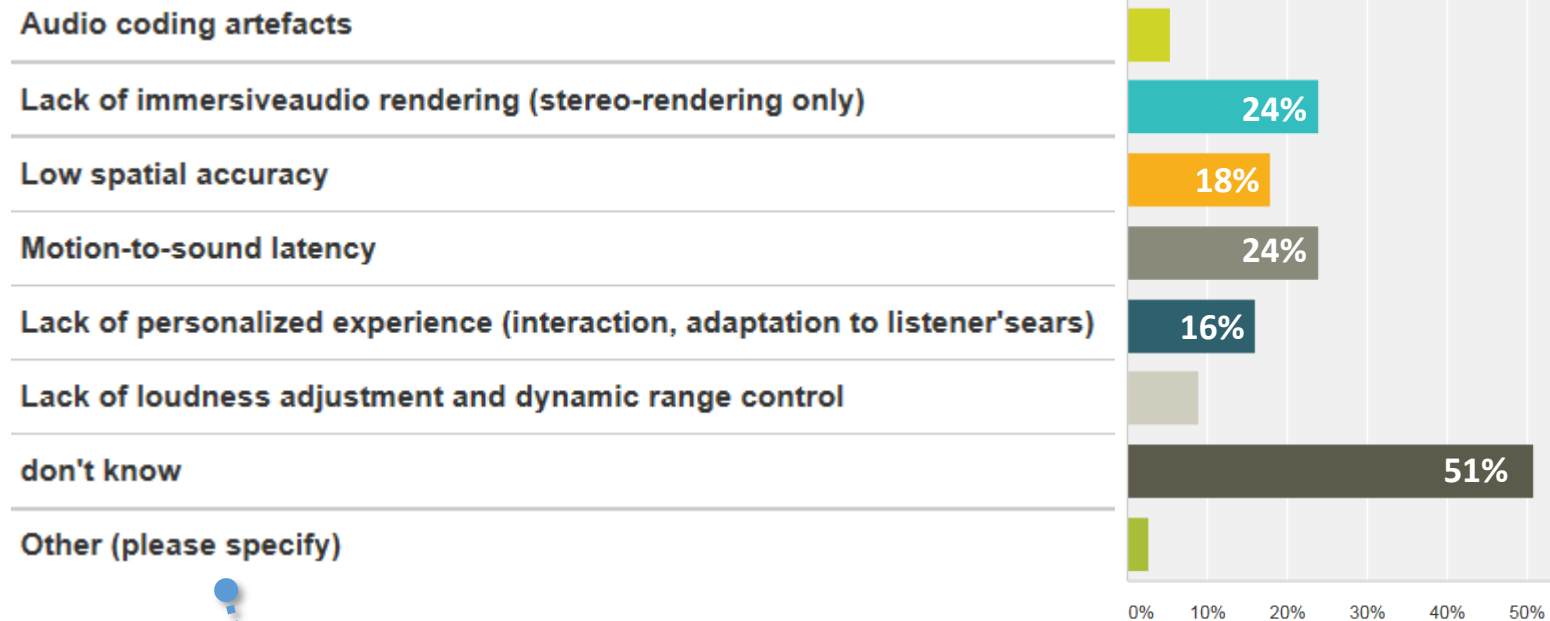 Audio coding artefacts
Lack of immersiveaudio rendering (stereo-rendering only)
24%
Low spatial accuracy
18%
Motion-to-sound latency
24%
Lack of personalized experience (interaction, adaptation to listener'sears)
16%
Lack of loudness adjustment and dynamic range control
don't know
51%
Other (please specify)
0% 10% 20% 30% 40% 50%